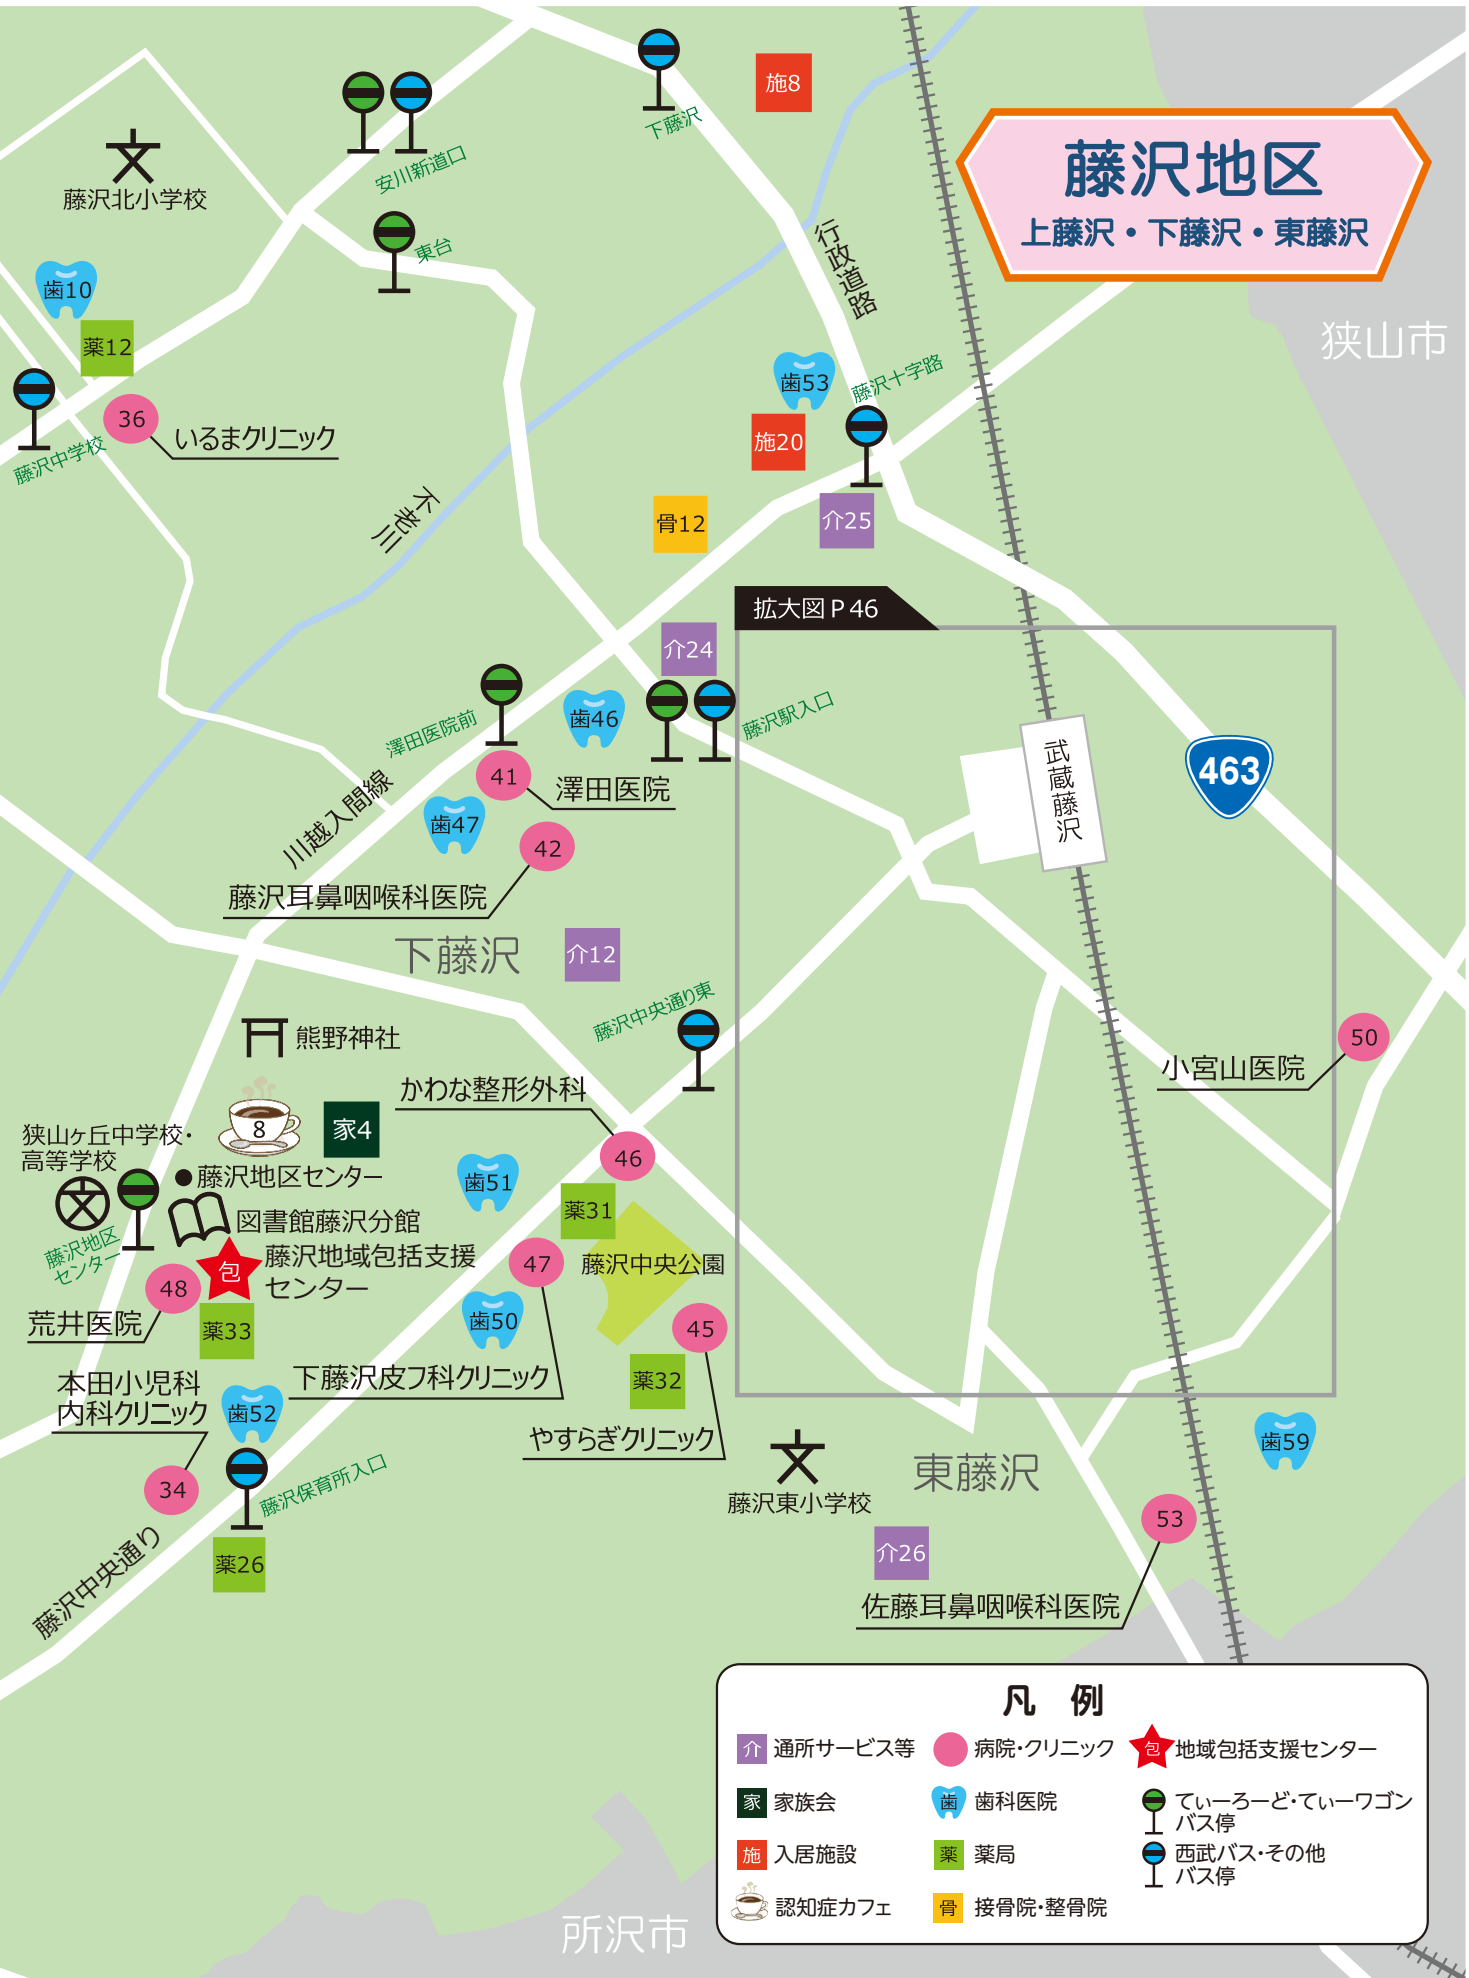 藤沢地区
上藤沢・下藤沢・東藤沢
狭山市
施8
下藤沢
安川新道口
藤沢北小学校
東台
行政道路
歯10
薬12
36
いるまクリニック
藤沢中学校
不老川
歯53
藤沢十字路
施20
骨12
介25
拡大図P46
介24
藤沢駅入口
歯46
澤田医院前
41
澤田医院
川越入間線
歯47
42
藤沢耳鼻咽喉科医院
武蔵藤沢
463
下藤沢
介12
藤沢中央通り東
50
小宮山医院
熊野神社
かわな整形外科
8
家4
46
狭山ヶ丘中学校・
高等学校
藤沢地区センター
図書館藤沢分館
藤沢地区
センター
包
藤沢地域包括支援
センター
48
荒井医院
薬33
歯51
薬31
藤沢中央公園
47
歯50
45
薬32
下藤沢皮フ科クリニック
やすらぎクリニック
本田小児科
内科クリニック
歯52
34
藤沢保育所入口
薬26
藤沢中央通り
藤沢東小学校
東藤沢
歯59
53
介26
佐藤耳鼻咽喉科医院
所沢市
凡 例
介 通所サービス等
家 家族会
施 入居施設
認知症カフェ
病院・クリニック
歯 歯科医院
薬 薬局
骨 接骨院・整骨院
包 地域包括支援センター
てぃーろーど・てぃーワゴン
バス停
西武バス・その他
バス停